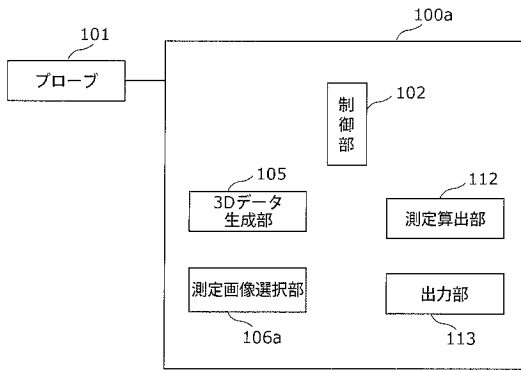 101
100a
プローブ
制御部
102
105
3Dデータ
生成部
112
測定算出部
測定画像選択部
106a
出力部
113